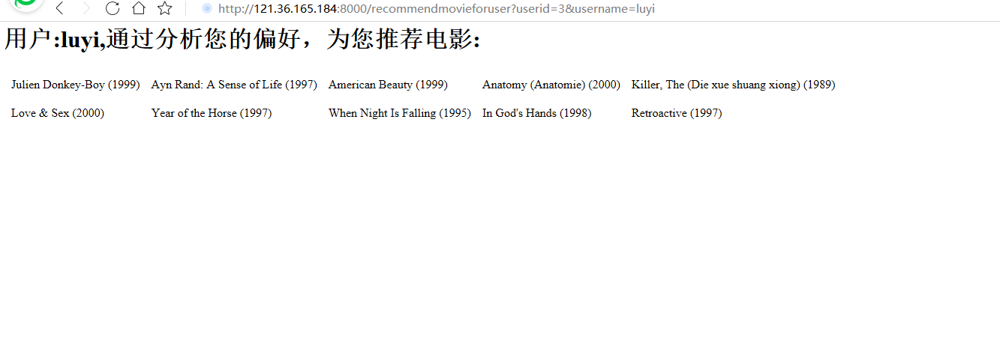 http://121.36.165.184:8000/recommendmovieforuser?userid=3&username=luyi
用户:luyi,通过分析您的偏好，为您推荐电影:
Julien Donkey-Boy (1999) Ayn Rand: A Sense of Life (1997) American Beauty (1999) Anatomy (Anatomie) (2000) Killer, The (Die xue shuang xiong) (1989)
Love & Sex (2000) Year of the Horse (1997) When Night Is Falling (1995) In God's Hands (1998) Retroactive (1997)